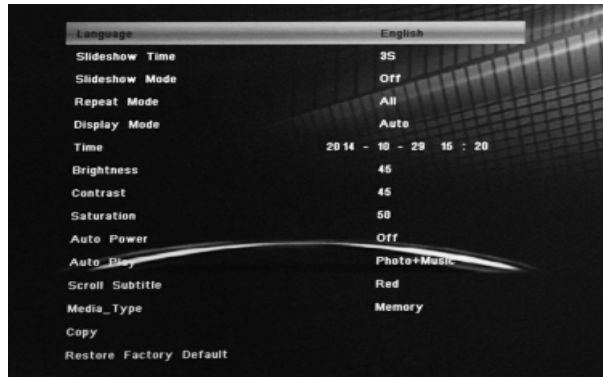 Language English
Slideshow Time 3S
Slideshow Mode Off
Repeat Mode All
Display Mode Auto
Time 2014 - 10 - 29 15 : 20
Brightness 45
Contrast 45
Saturation 50
Auto Power Off
Auto Play Photo+Music
Scroll Subtitle Red
Media_Type Memory
Copy
Restore Factory Default